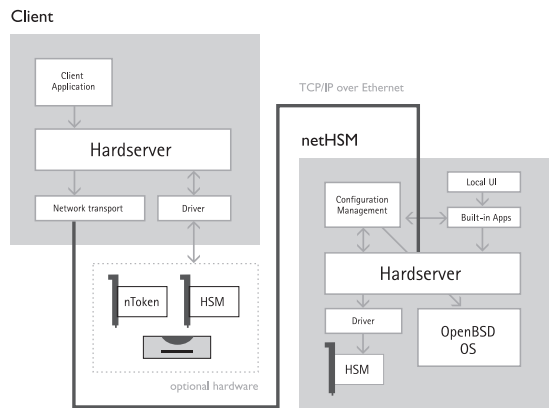 Client
Client
Application
Hardserver
Network transport
Driver
nToken
HSM
optional hardware
TCP/IP over Ethernet
netHSM
Local UI
Configuration
Management
Built-in Apps
Hardserver
Driver
OpenBSD
OS
HSM